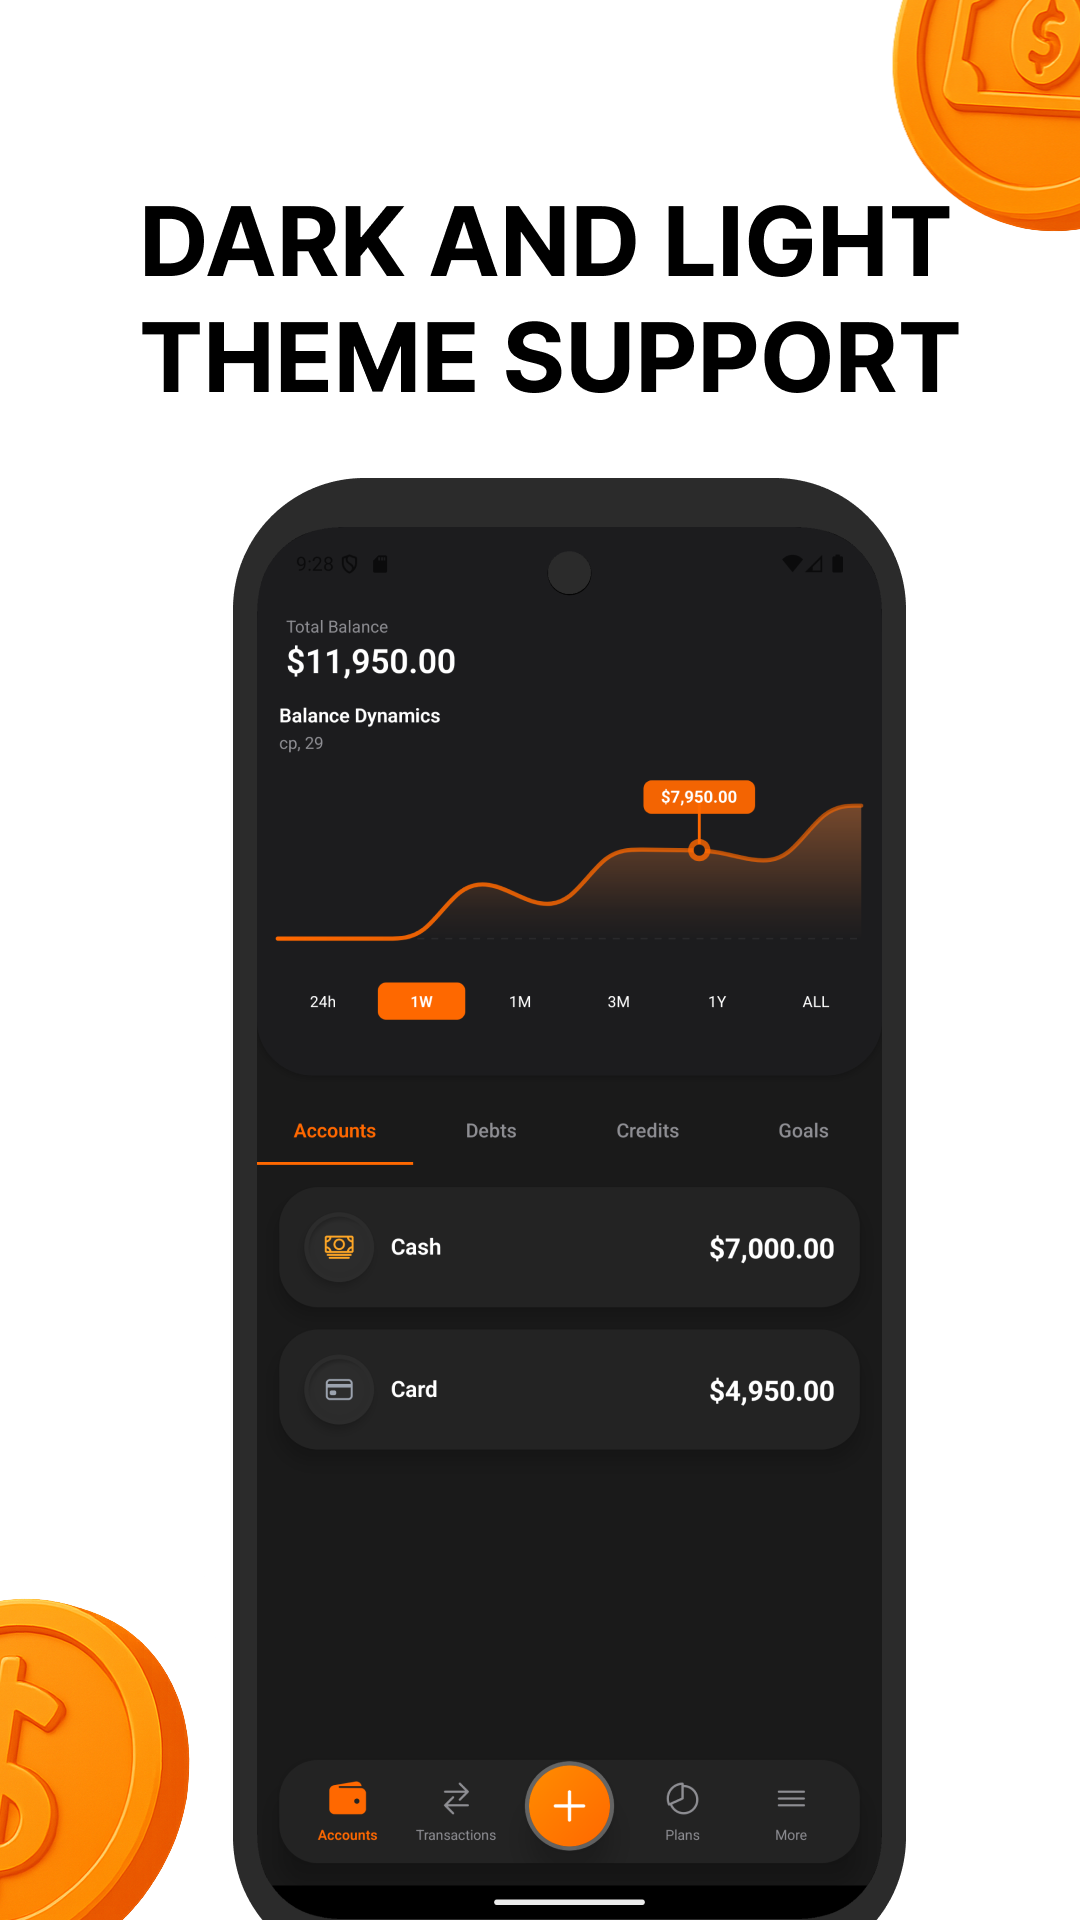 DARK AND LIGHT
THEME SUPPORT
9:28
Total Balance
$11,950.00
Balance Dynamics
ср, 29
$7,950.00
24h 1W 1M 3M 1Y ALL
Accounts Debts Credits Goals
Cash $7,000.00
Card $4,950.00
Accounts Transactions Plans More